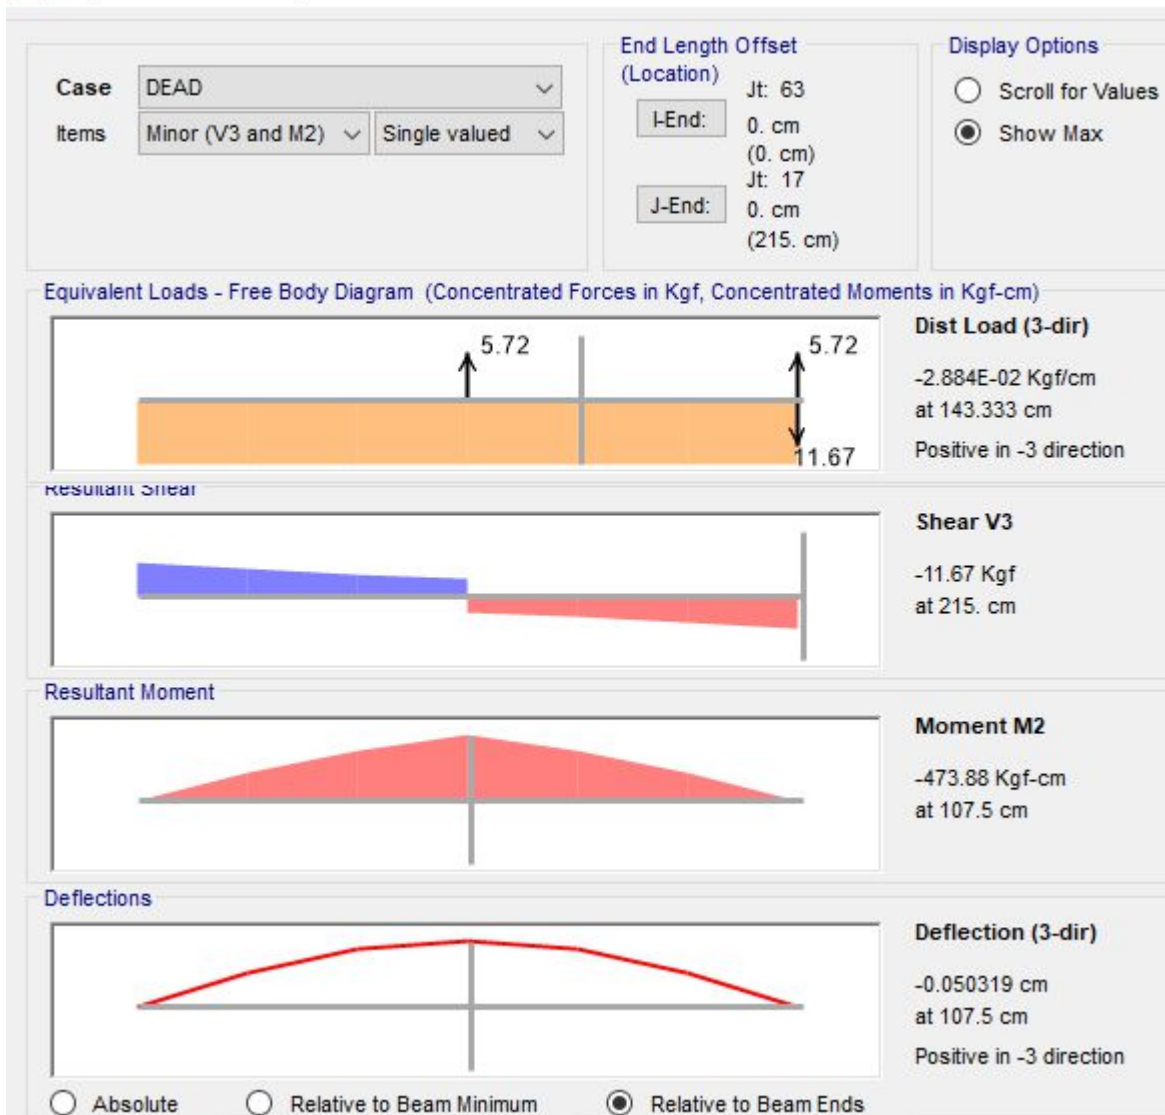 Case DEAD
Items Minor (V3 and M2) Single valued
End Length Offset
(Location)
Jt: 63
I-End: 0. cm
(0. cm)
Jt: 17
J-End: 0. cm
(215. cm)
Display Options
Scroll for Values
Show Max
Equivalent Loads - Free Body Diagram (Concentrated Forces in Kgf, Concentrated Moments in Kgf-cm)
5.72 5.72
11.67
Dist Load (3-dir)
-2.884E-02 Kgf/cm
at 143.333 cm
Positive in -3 direction
Resultant Shear
Shear V3
-11.67 Kgf
at 215. cm
Resultant Moment
Moment M2
-473.88 Kgf-cm
at 107.5 cm
Deflections
Deflection (3-dir)
-0.050319 cm
at 107.5 cm
Positive in -3 direction
Absolute Relative to Beam Minimum Relative to Beam Ends